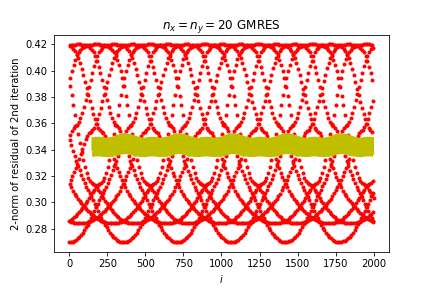 $n_x = n_y = 20$ GMRES
2-norm of residual of 2nd iteration
0.42
0.40
0.38
0.36
0.34
0.32
0.30
0.28
0 250 500 750 1000 1250 1500 1750 2000
i